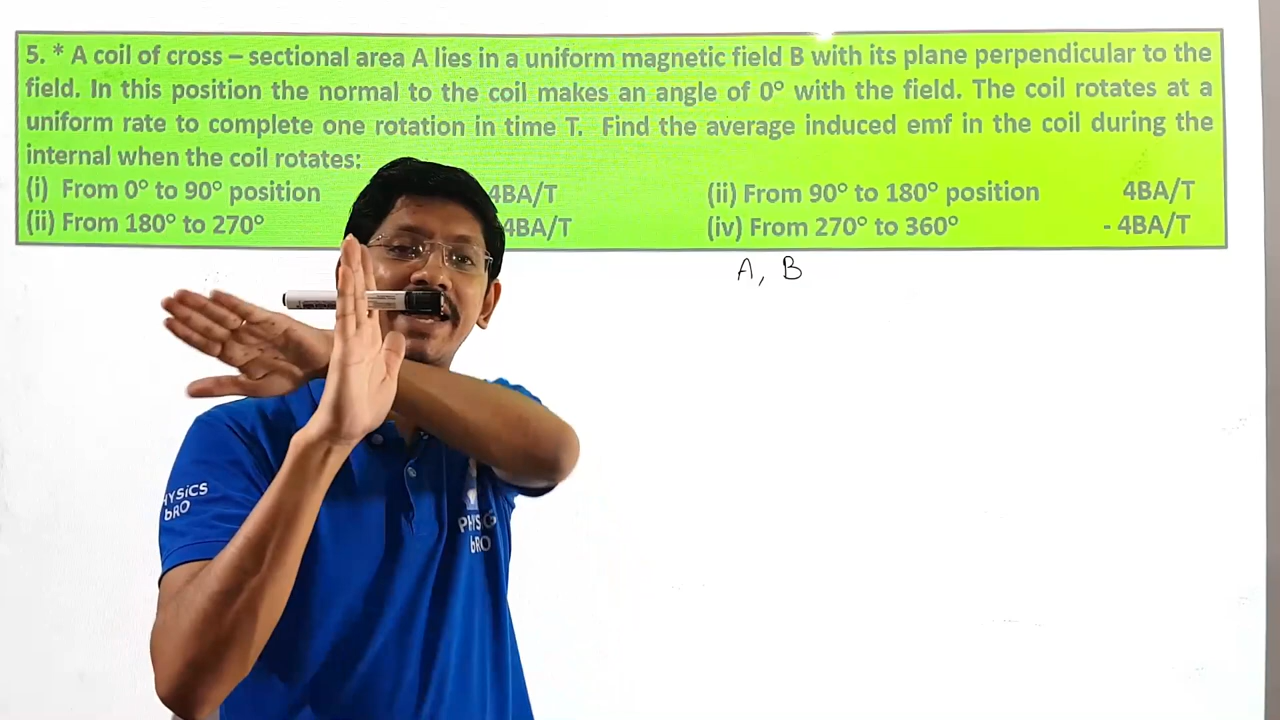 5. * A coil of cross – sectional area A lies in a uniform magnetic field B with its plane perpendicular to the
field. In this position the normal to the coil makes an angle of 0° with the field. The coil rotates at a
uniform rate to complete one rotation in time T. Find the average induced emf in the coil during the
internal when the coil rotates:
(i) From 0° to 90° position 4BA/T (ii) From 90° to 180° position 4BA/T
(ii) From 180° to 270° 4BA/T (iv) From 270° to 360° - 4BA/T
A, B
HYSiCS
bRO
PHYSiCS
bRO